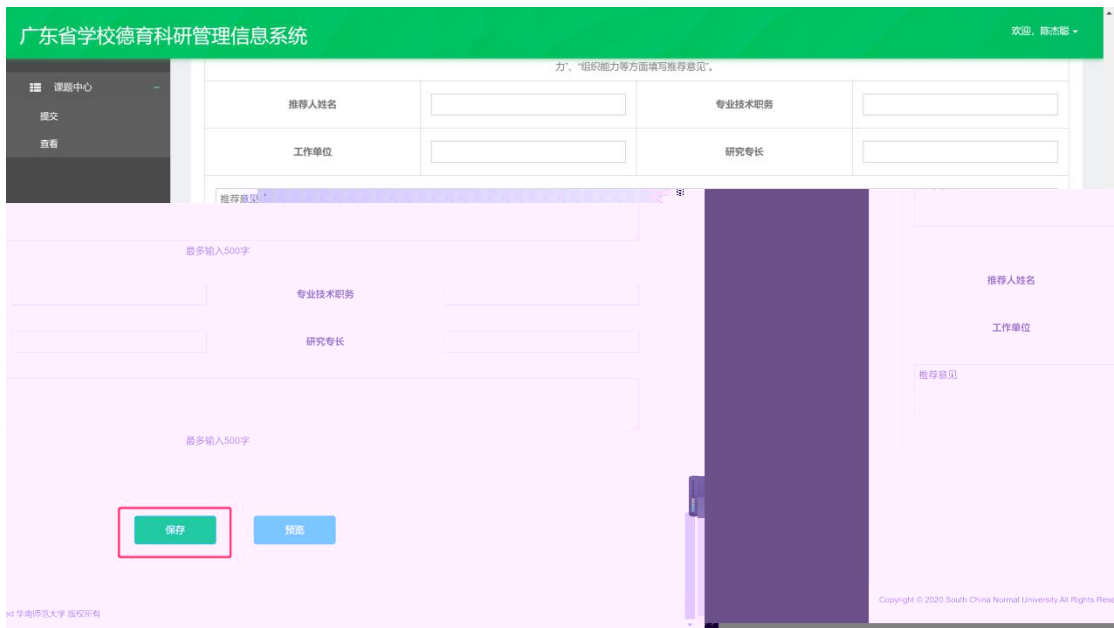 广东省学校德育科研管理信息系统
欢迎，陈杰聪
力”、“组织能力等方面填写推荐意见”。
课题中心
推荐人姓名
专业技术职务
提交
查看
工作单位
研究专长
推荐意见
最多输入500字
推荐人姓名
专业技术职务
工作单位
研究专长
推荐意见
最多输入500字
保存
预览
Copyright © 2020 South China Normal University.All Rights Rese
ed 华南师范大学 版权所有